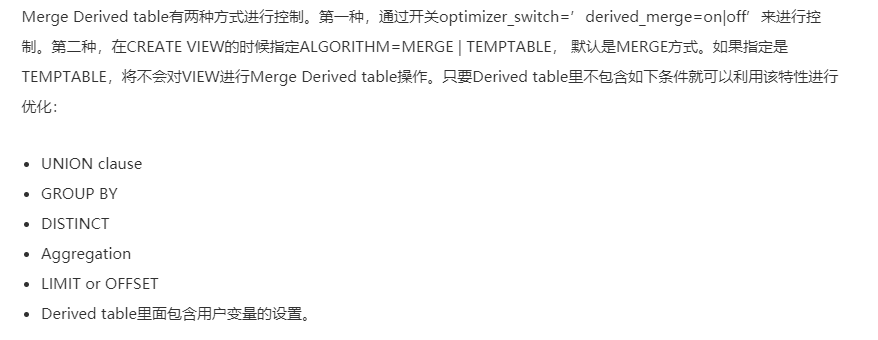 Merge Derived table有两种方式进行控制。第一种，通过开关optimizer_switch=’derived_merge=on|off’来进行控
制。第二种，在CREATE VIEW的时候指定ALGORITHM=MERGE | TEMPTABLE， 默认是MERGE方式。如果指定是
TEMPTABLE，将不会对VIEW进行Merge Derived table操作。只要Derived table里不包含如下条件就可以利用该特性进行
优化：
• UNION clause
• GROUP BY
• DISTINCT
• Aggregation
• LIMIT or OFFSET
• Derived table里面包含用户变量的设置。